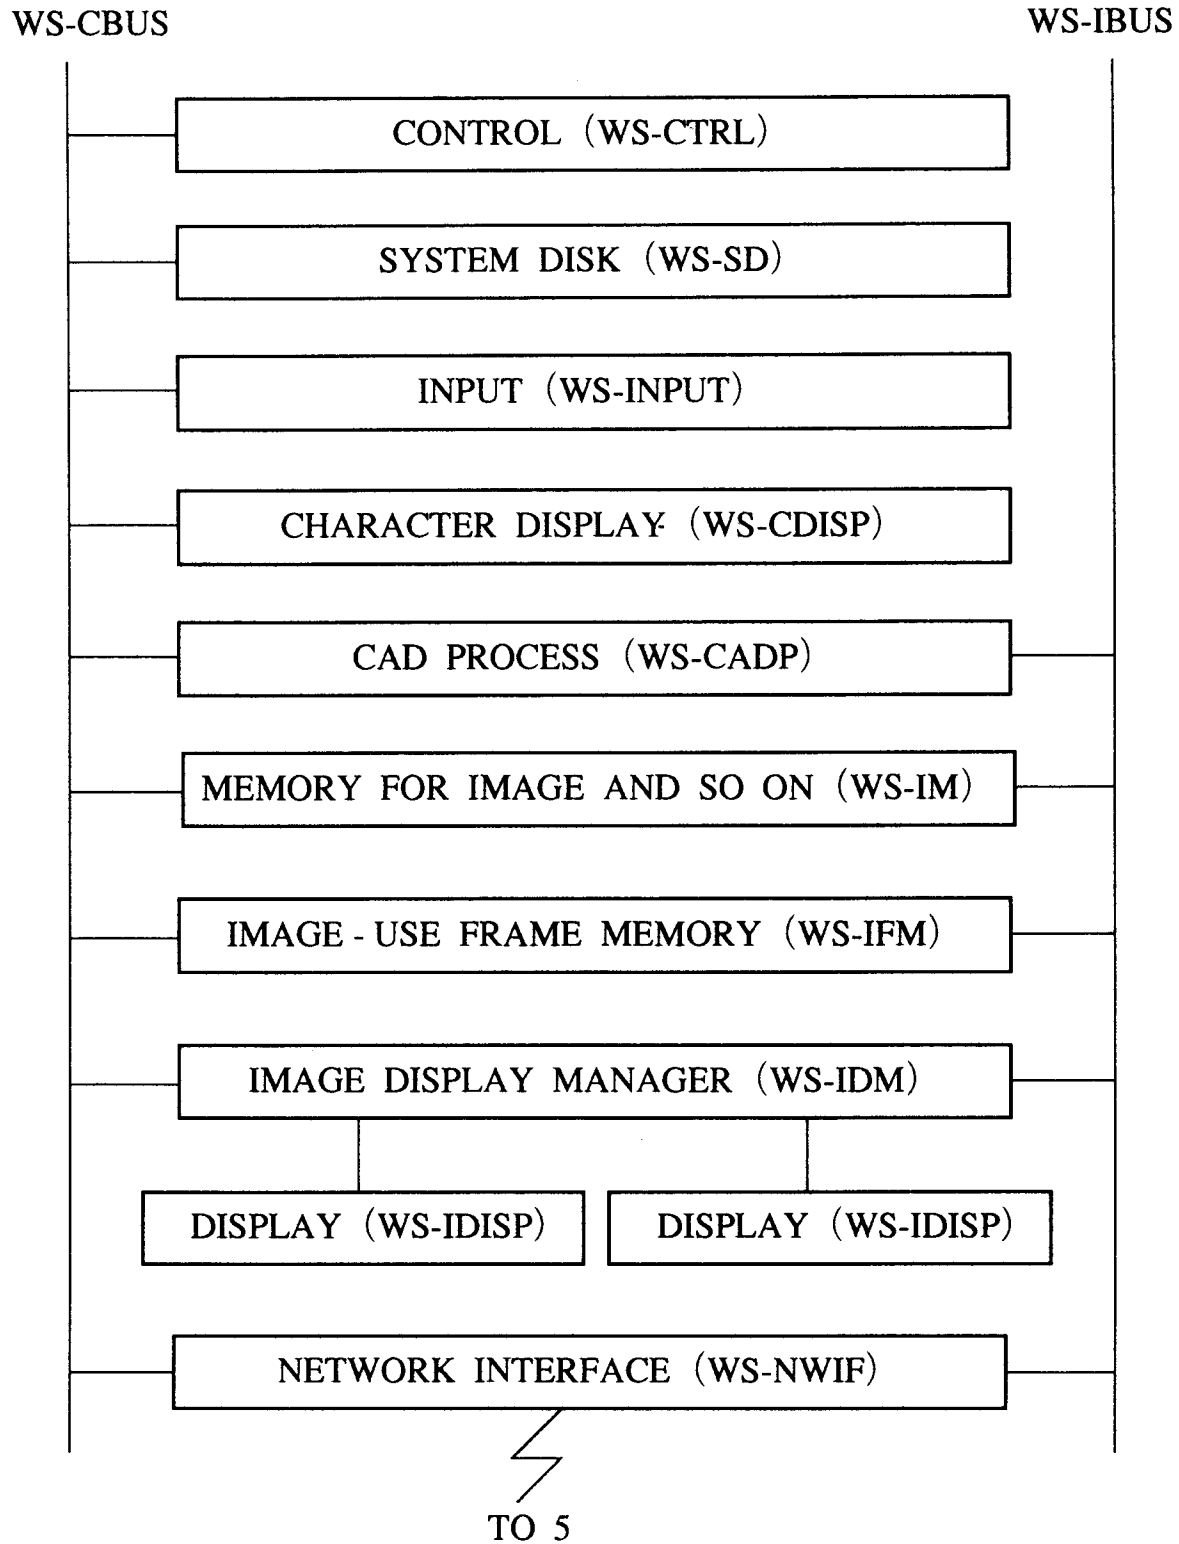 WS-CBUS
WS-IBUS
CONTROL (WS-CTRL)
SYSTEM DISK (WS-SD)
INPUT (WS-INPUT)
CHARACTER DISPLAY (WS-CDISP)
CAD PROCESS (WS-CADP)
MEMORY FOR IMAGE AND SO ON (WS-IM)
IMAGE - USE FRAME MEMORY (WS-IFM)
IMAGE DISPLAY MANAGER (WS-IDM)
DISPLAY (WS-IDISP)
DISPLAY (WS-IDISP)
NETWORK INTERFACE (WS-NWIF)
TO 5